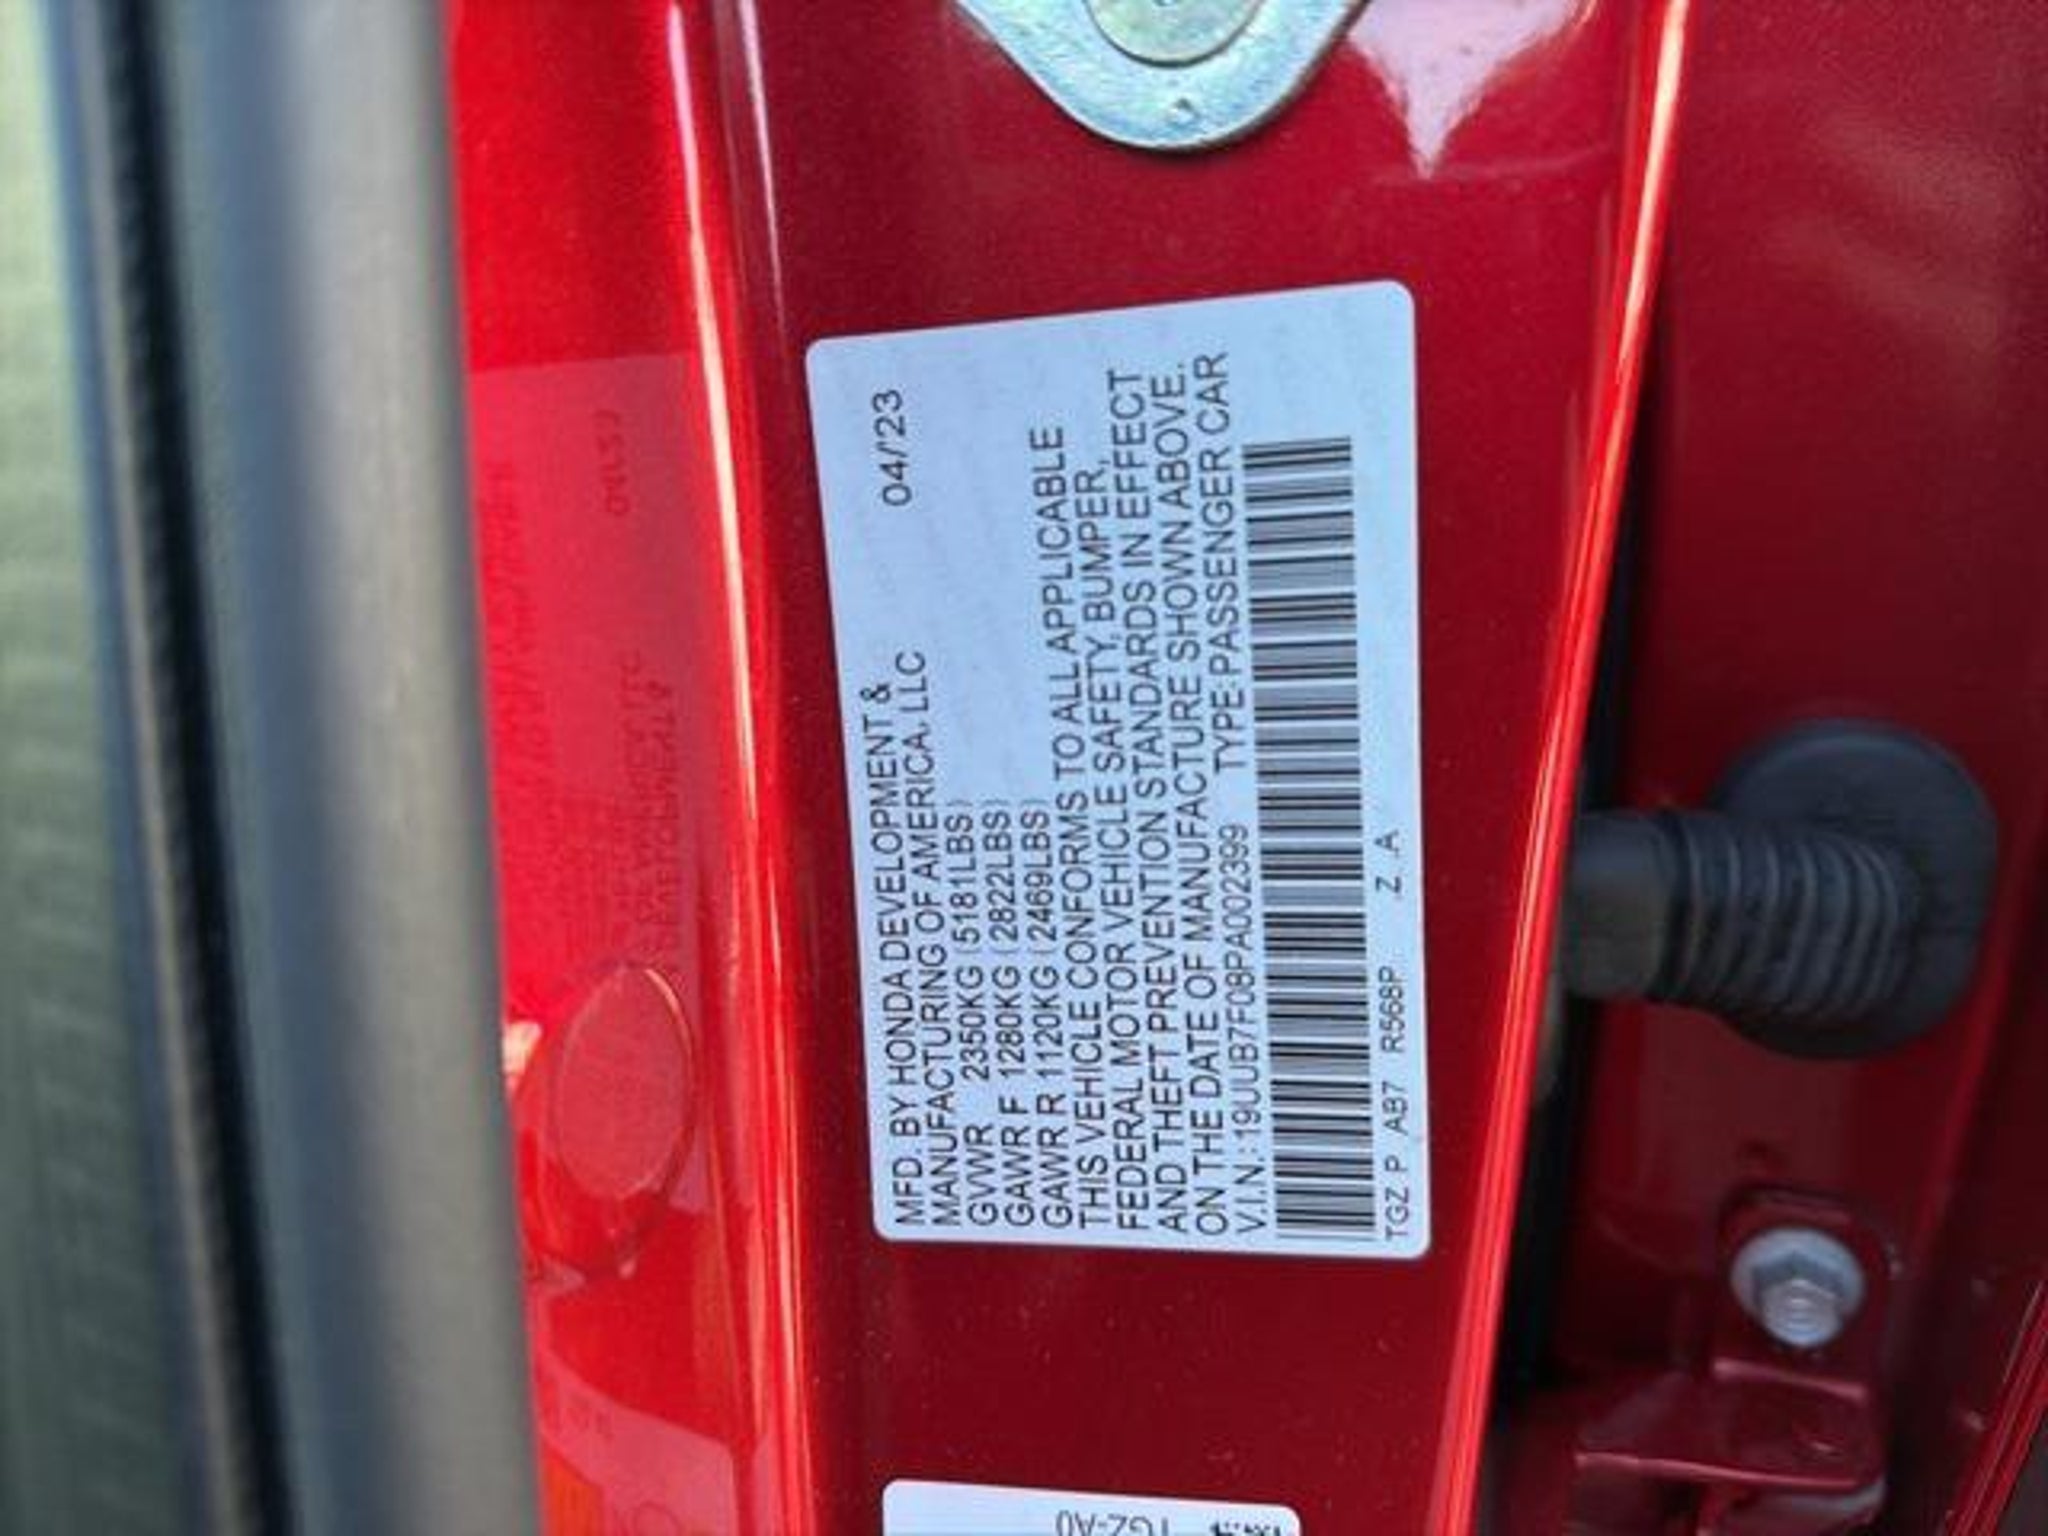 MFD. BY HONDA DEVELOPMENT &
MANUFACTURING OF AMERICA, LLC 04/23
GVWR 2350KG (5181LBS)
GAWR F 1280KG (2822LBS)
GAWR R 1120KG (2469LBS)
THIS VEHICLE CONFORMS TO ALL APPLICABLE
FEDERAL MOTOR VEHICLE SAFETY, BUMPER,
AND THEFT PREVENTION STANDARDS IN EFFECT
ON THE DATE OF MANUFACTURE SHOWN ABOVE.
V.I.N.:19UUB7F08PA002399 TYPE:PASSENGER CAR
TGZ P AB7 R568P Z A
TGZ-A0